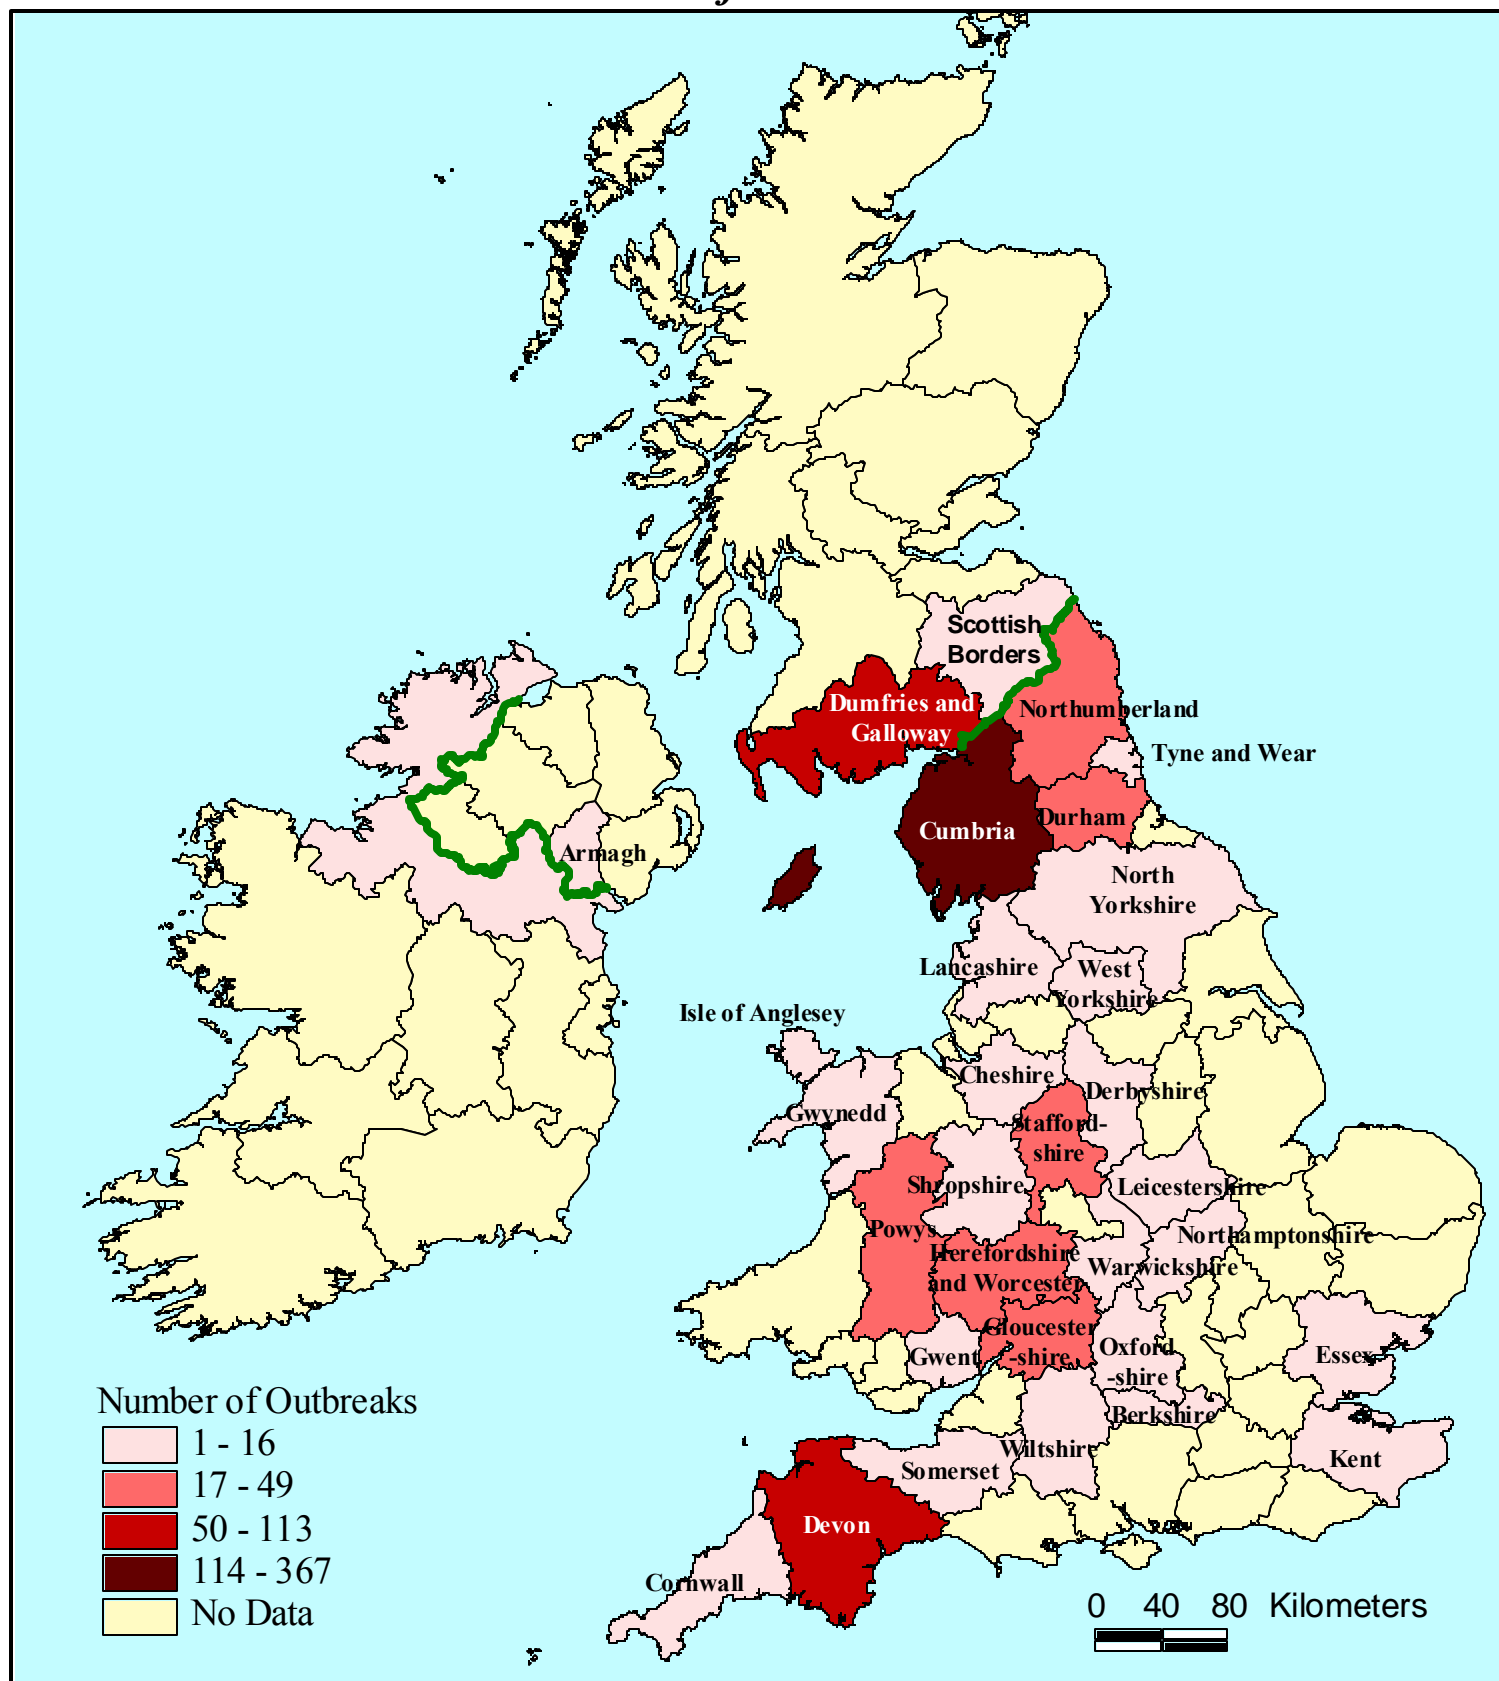 Scottish
Borders
Dumfries and
Galloway
Northumberland
Tyne and Wear
Cumbria
Durham
Armagh
North
Yorkshire
Lancashire
West
Yorkshire
Isle of Anglesey
Cheshire
Derbyshire
Gwynedd
Stafford-
shire
Shropshire
Leicestershire
Powys
Northamptonshire
Herefordshire
and Worcester
Warwickshire
Gloucester
-shire
Gwent
Oxford
-shire
Essex
Berkshire
Wiltshire
Somerset
Kent
Devon
Cornwall
Number of Outbreaks
1 - 16
17 - 49
50 - 113
114 - 367
No Data
0 40 80 Kilometers